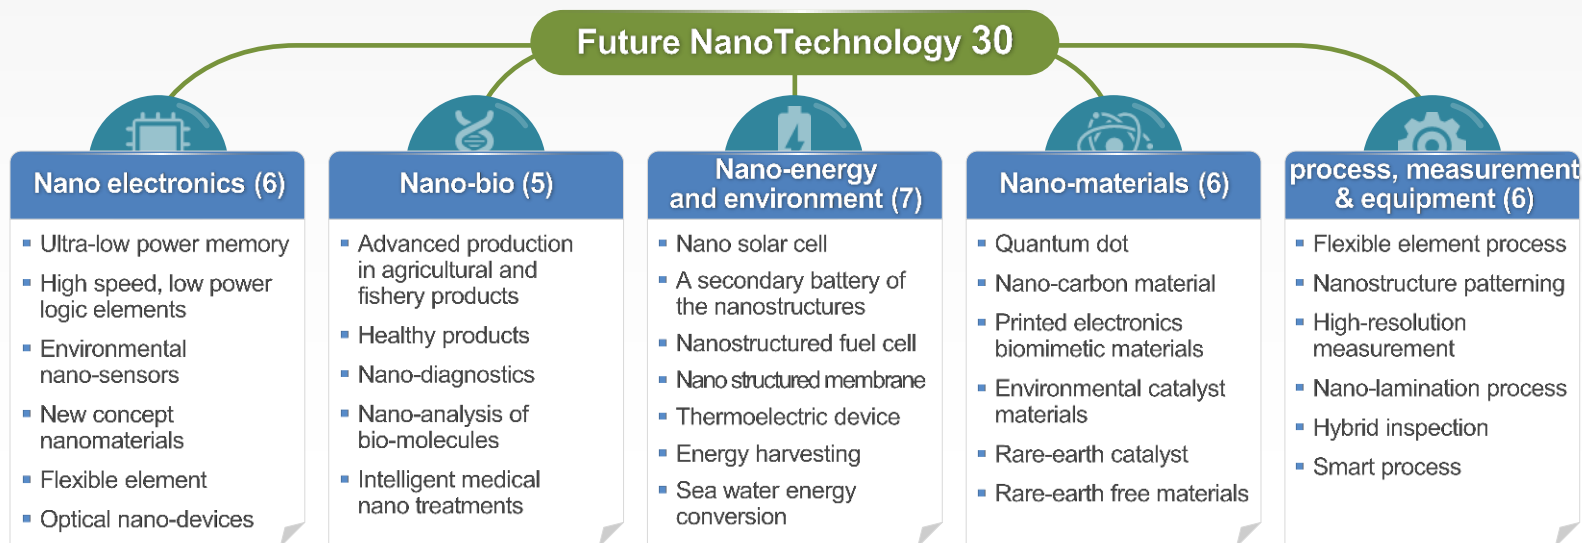 Future NanoTechnology 30
Nano electronics (6)
▪ Ultra-low power memory
▪ High speed, low power
logic elements
▪ Environmental
nano-sensors
▪ New concept
nanomaterials
▪ Flexible element
▪ Optical nano-devices
Nano-bio (5)
▪ Advanced production
in agricultural and
fishery products
▪ Healthy products
▪ Nano-diagnostics
▪ Nano-analysis of
bio-molecules
▪ Intelligent medical
nano treatments
Nano-energy
and environment (7)
▪ Nano solar cell
▪ A secondary battery of
the nanostructures
▪ Nanostructured fuel cell
▪ Nano structured membrane
▪ Thermoelectric device
▪ Energy harvesting
▪ Sea water energy
conversion
Nano-materials (6)
▪ Quantum dot
▪ Nano-carbon material
▪ Printed electronics
biomimetic materials
▪ Environmental catalyst
materials
▪ Rare-earth catalyst
▪ Rare-earth free materials
process, measurement
& equipment (6)
▪ Flexible element process
▪ Nanostructure patterning
▪ High-resolution
measurement
▪ Nano-lamination process
▪ Hybrid inspection
▪ Smart process